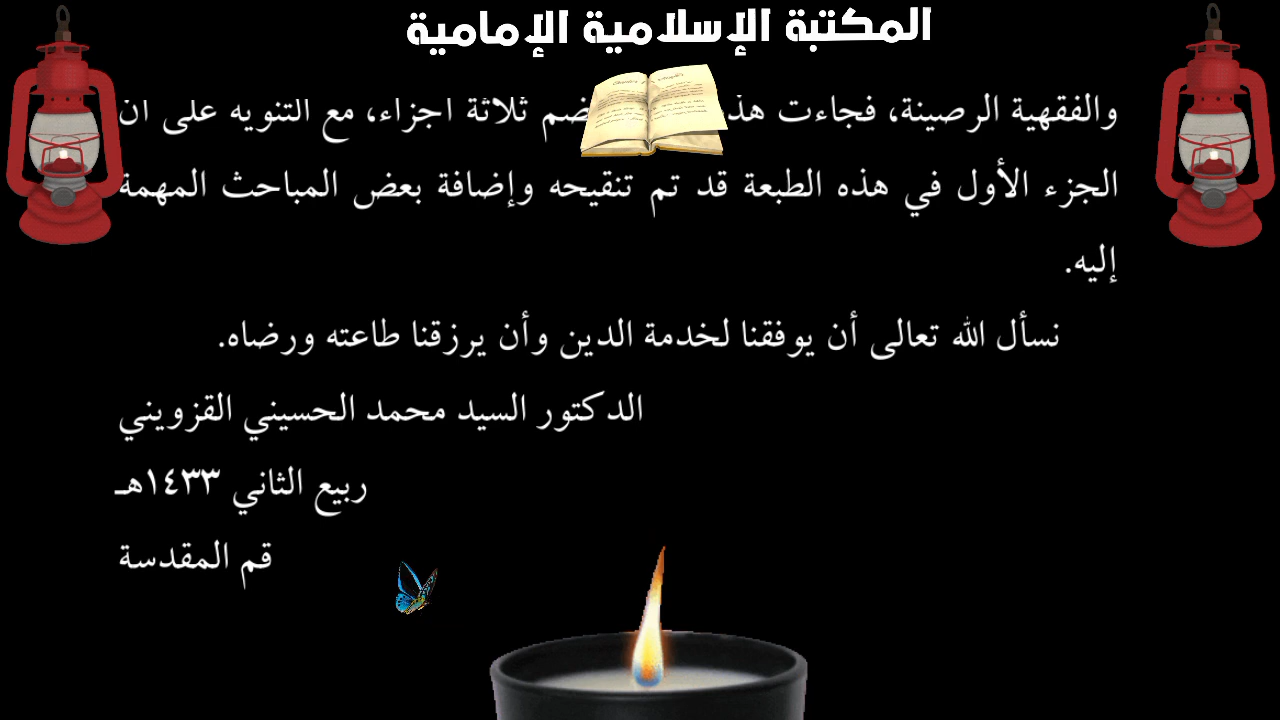 المكتبة الإسلامية الإمامية
والفقهية الرصينة، فجاءت هذ ضم ثلاثة اجزاء، مع التنويه على ان
الجزء الأول في هذه الطبعة قد تم تنقيحه وإضافة بعض المباحث المهمة
إليه.
نسأل الله تعالى أن يوفقنا لخدمة الدين وأن يرزقنا طاعته ورضاه.
الدكتور السيد محمد الحسيني القزويني
ربيع الثاني ١٤٣٣هـ
قم المقدسة